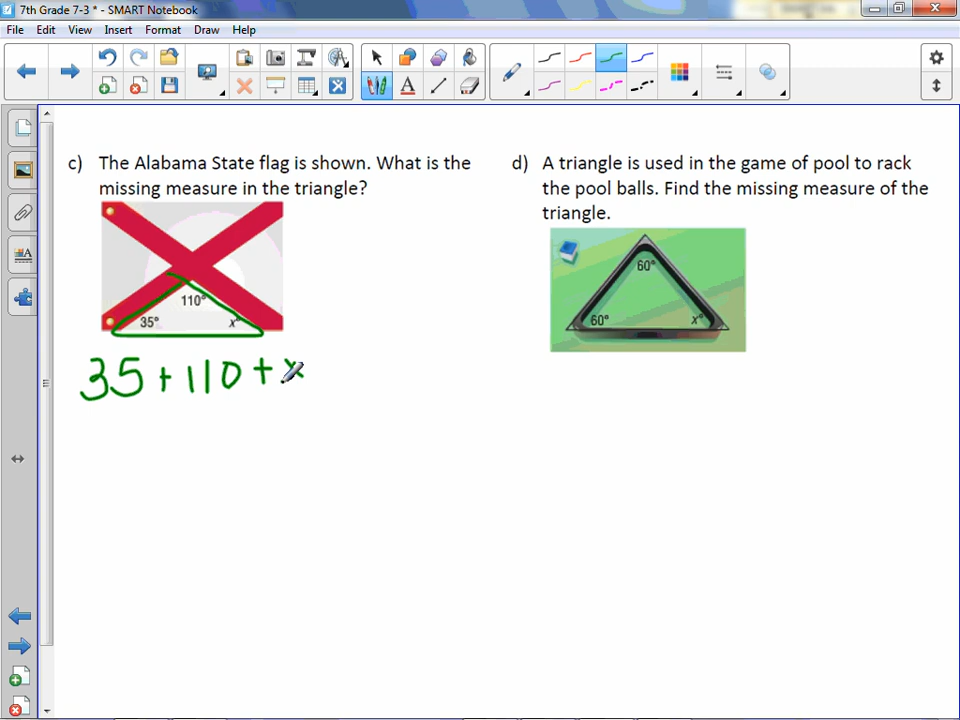 7th Grade 7-3 * - SMART Notebook
File Edit View Insert Format Draw Help
c) The Alabama State flag is shown. What is the
missing measure in the triangle?
110°
35°
x°
35 + 110 + x
d) A triangle is used in the game of pool to rack
the pool balls. Find the missing measure of the
triangle.
60°
60°
x°